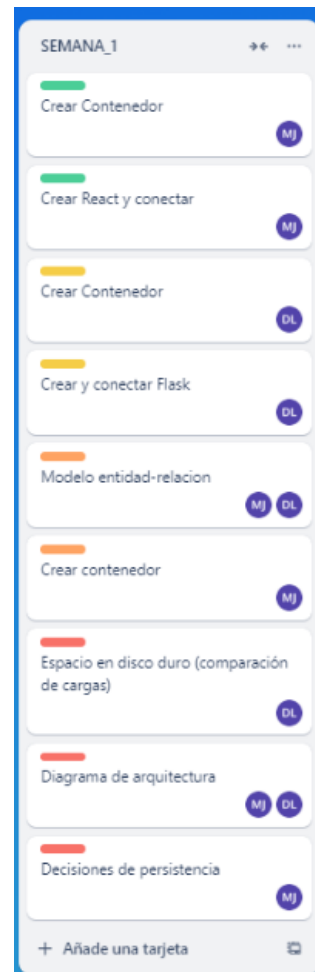 SEMANA_1
Crear Contenedor
MJ
Crear React y conectar
MJ
Crear Contenedor
DL
Crear y conectar Flask
DL
Modelo entidad-relacion
MJ DL
Crear contenedor
MJ
Espacio en disco duro (comparación
de cargas)
DL
Diagrama de arquitectura
MJ DL
Decisiones de persistencia
MJ
+ Añade una tarjeta